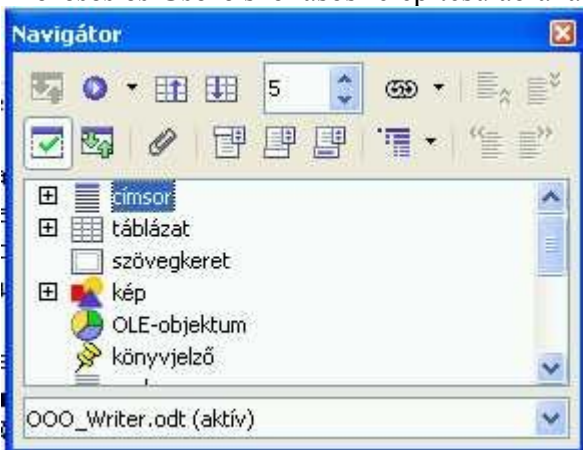 Navigátor
5
címsor
táblázat
szövegkeret
kép
OLE-objektum
könyvjelző
OOO_Writer.odt (aktív)